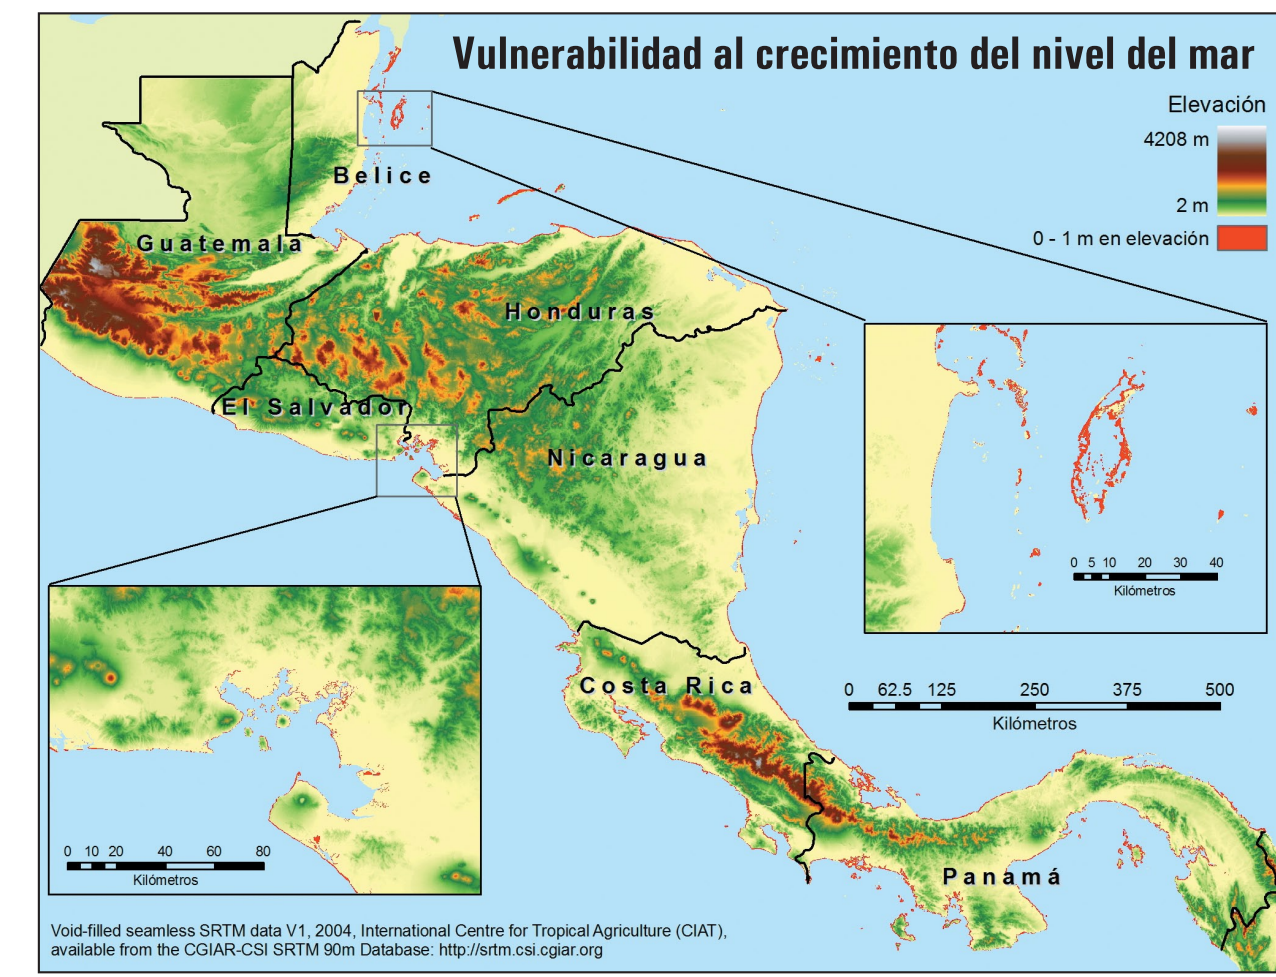 Vulnerabilidad al crecimiento del nivel del mar
Elevación
4208 m
2 m
0 - 1 m en elevación
Belice
Guatemala
Honduras
El Salvador
Nicaragua
Costa Rica
Panamá
0 5 10 20 30 40
Kilómetros
0 62.5 125 250 375 500
Kilómetros
0 10 20 40 60 80
Kilómetros
Void-filled seamless SRTM data V1, 2004, International Centre for Tropical Agriculture (CIAT),
available from the CGIAR-CSI SRTM 90m Database: http://srtm.csi.cgiar.org